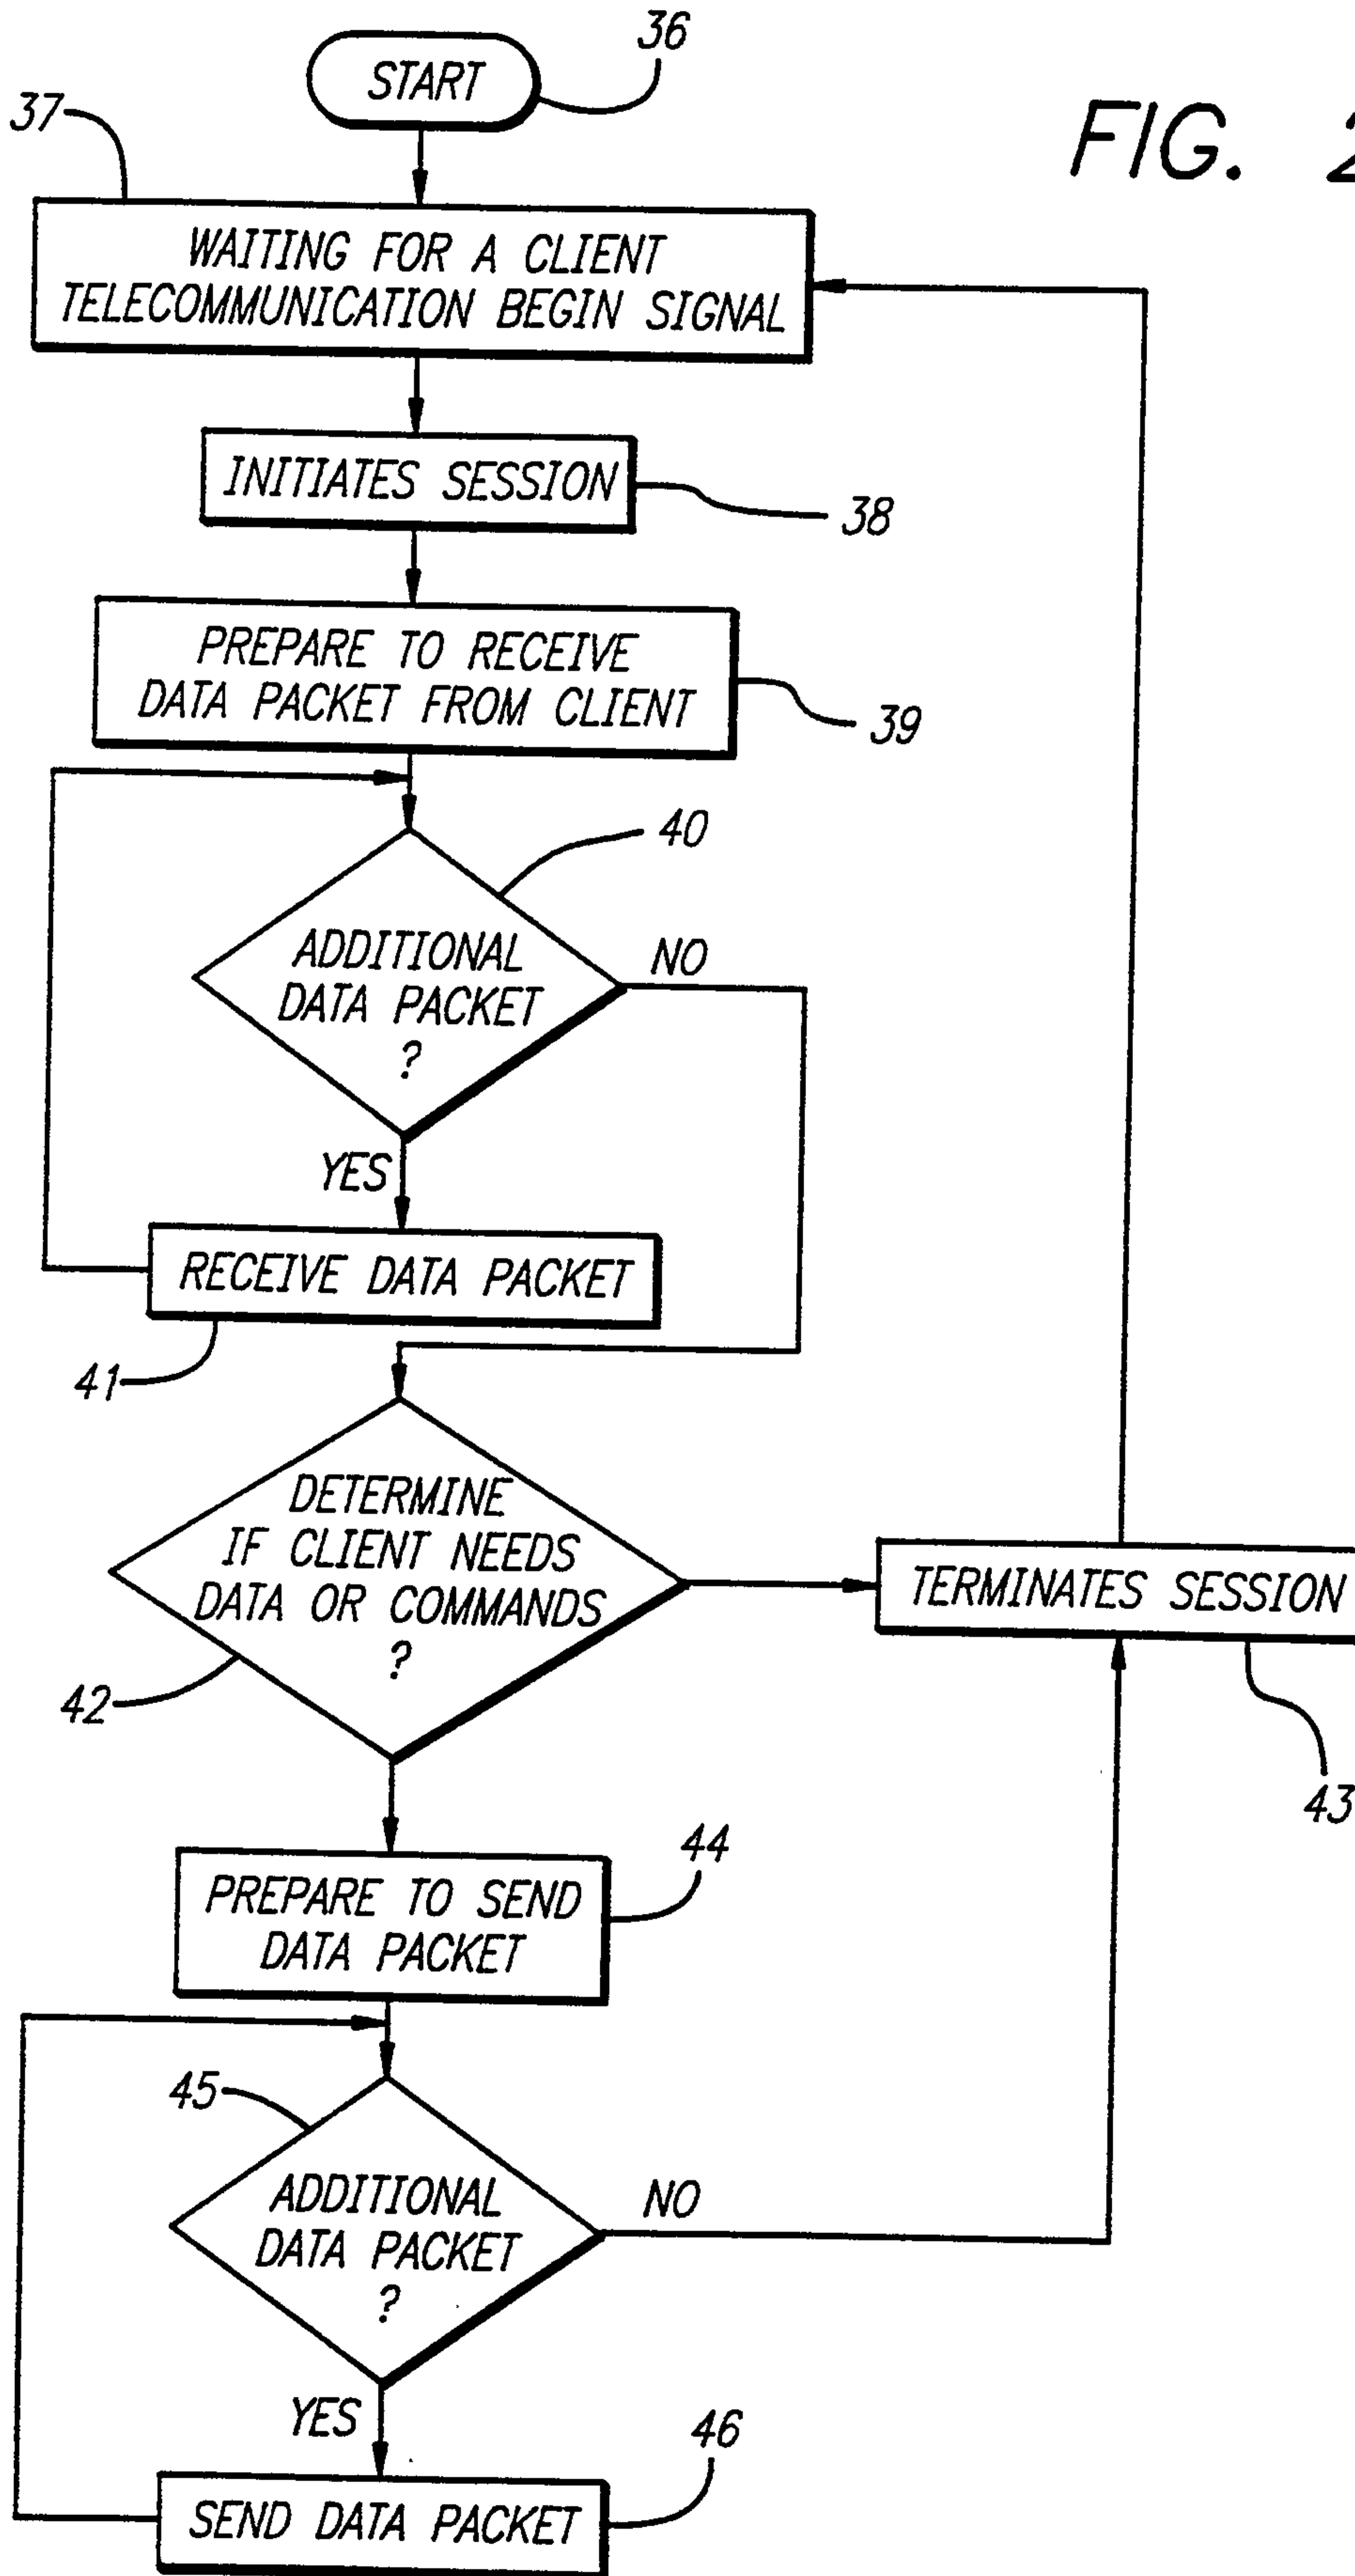 36
START
FIG. 2
37
WAITING FOR A CLIENT
TELECOMMUNICATION BEGIN SIGNAL
INITIATES SESSION
38
PREPARE TO RECEIVE
DATA PACKET FROM CLIENT
39
40
ADDITIONAL
DATA PACKET
?
NO
YES
RECEIVE DATA PACKET
41
DETERMINE
IF CLIENT NEEDS
DATA OR COMMANDS
?
42
TERMINATES SESSION
43
44
PREPARE TO SEND
DATA PACKET
45
ADDITIONAL
DATA PACKET
?
NO
YES
46
SEND DATA PACKET